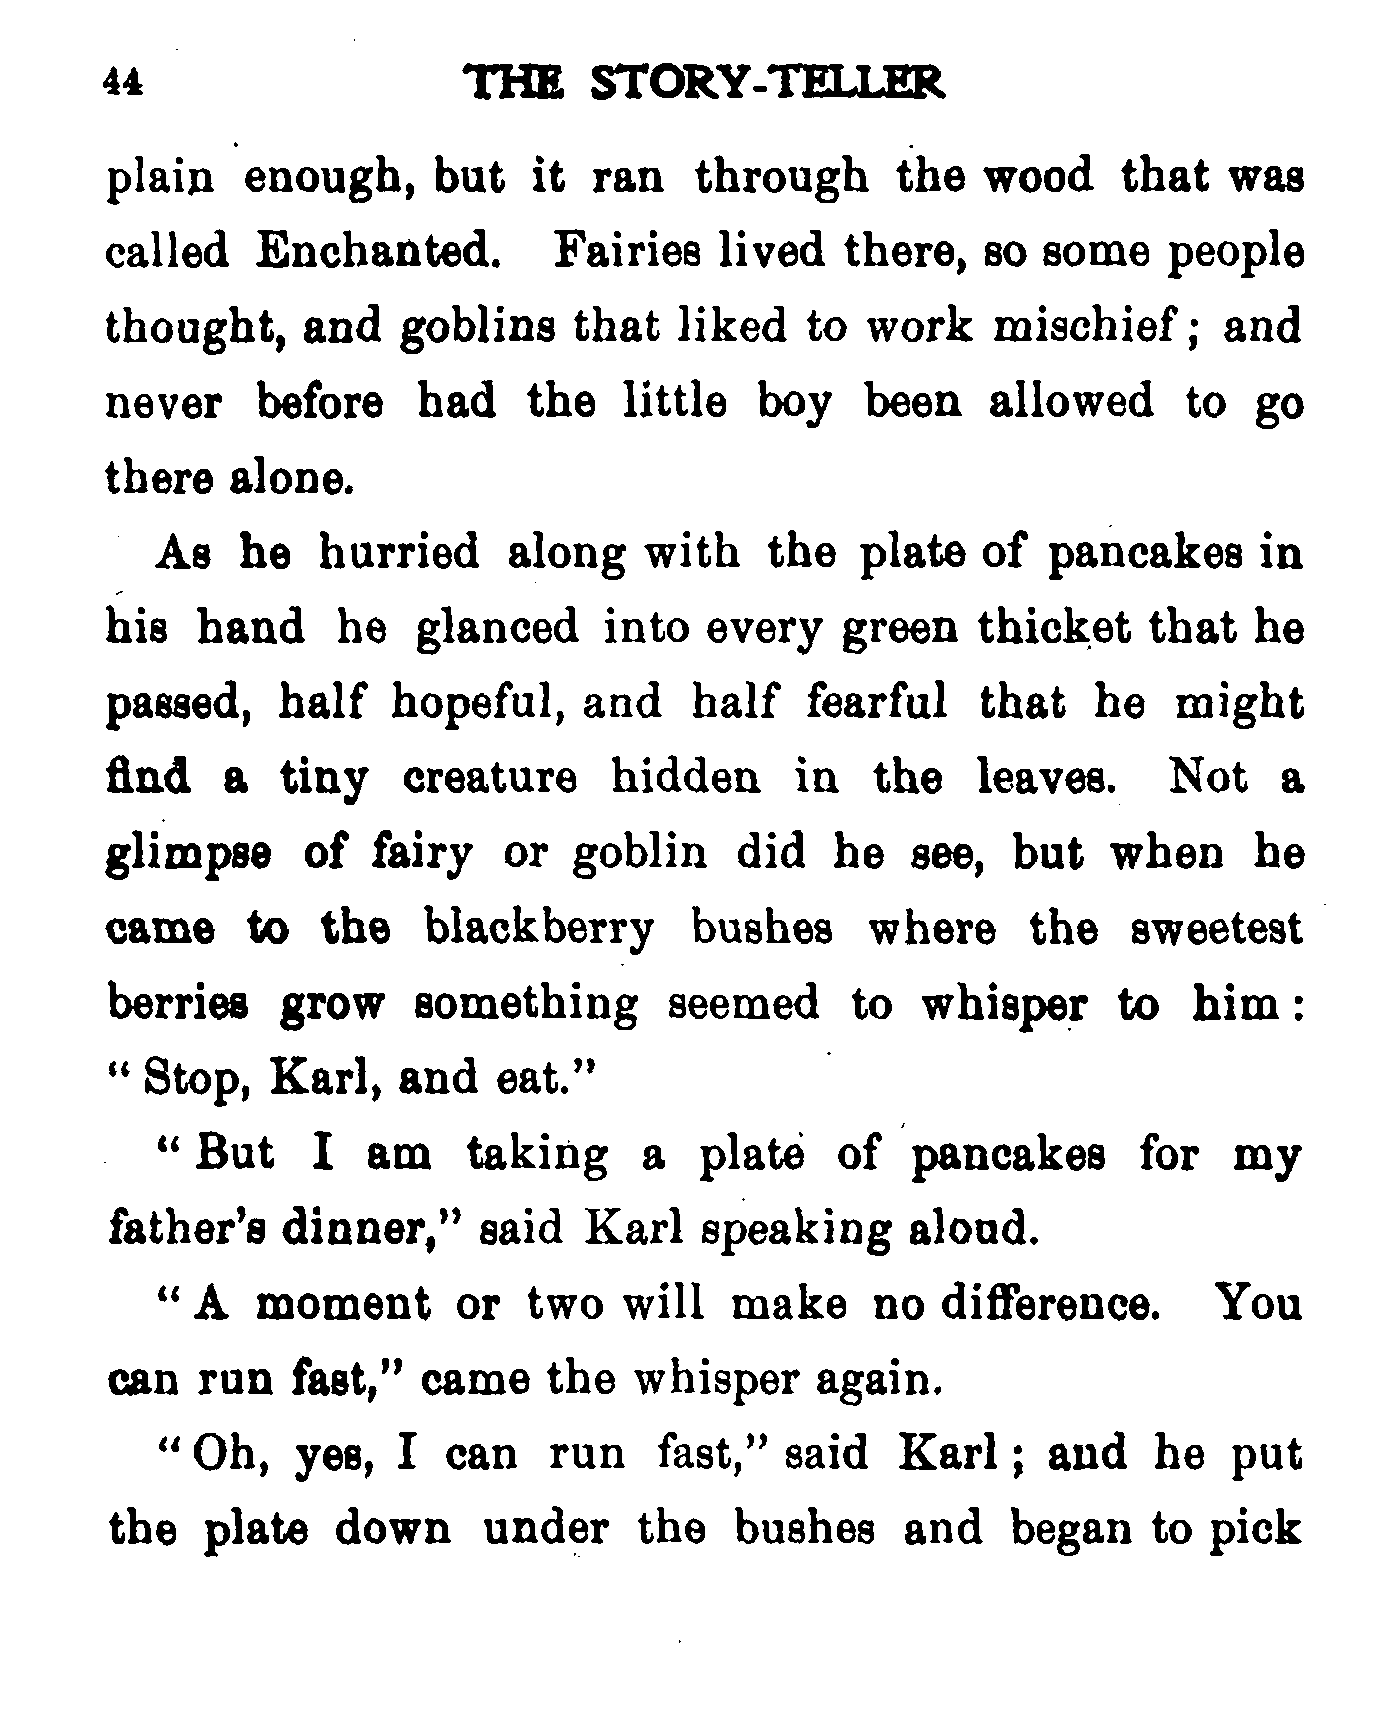 44 THE STORY-TELLER
plain enough, but it ran through the wood that was
called Enchanted. Fairies lived there, so some people
thought, and goblins that liked to work mischief; and
never before had the little boy been allowed to go
there alone.
As he hurried along with the plate of pancakes in
his hand he glanced into every green thicket that he
passed, half hopeful, and half fearful that he might
find a tiny creature hidden in the leaves. Not a
glimpse of fairy or goblin did he see, but when he
came to the blackberry bushes where the sweetest
berries grow something seemed to whisper to him:
"Stop, Karl, and eat."
"But I am taking a plate of pancakes for my
father's dinner," said Karl speaking aloud.
"A moment or two will make no difference. You
can run fast," came the whisper again.
"Oh, yes, I can run fast," said Karl; and he put
the plate down under the bushes and began to pick